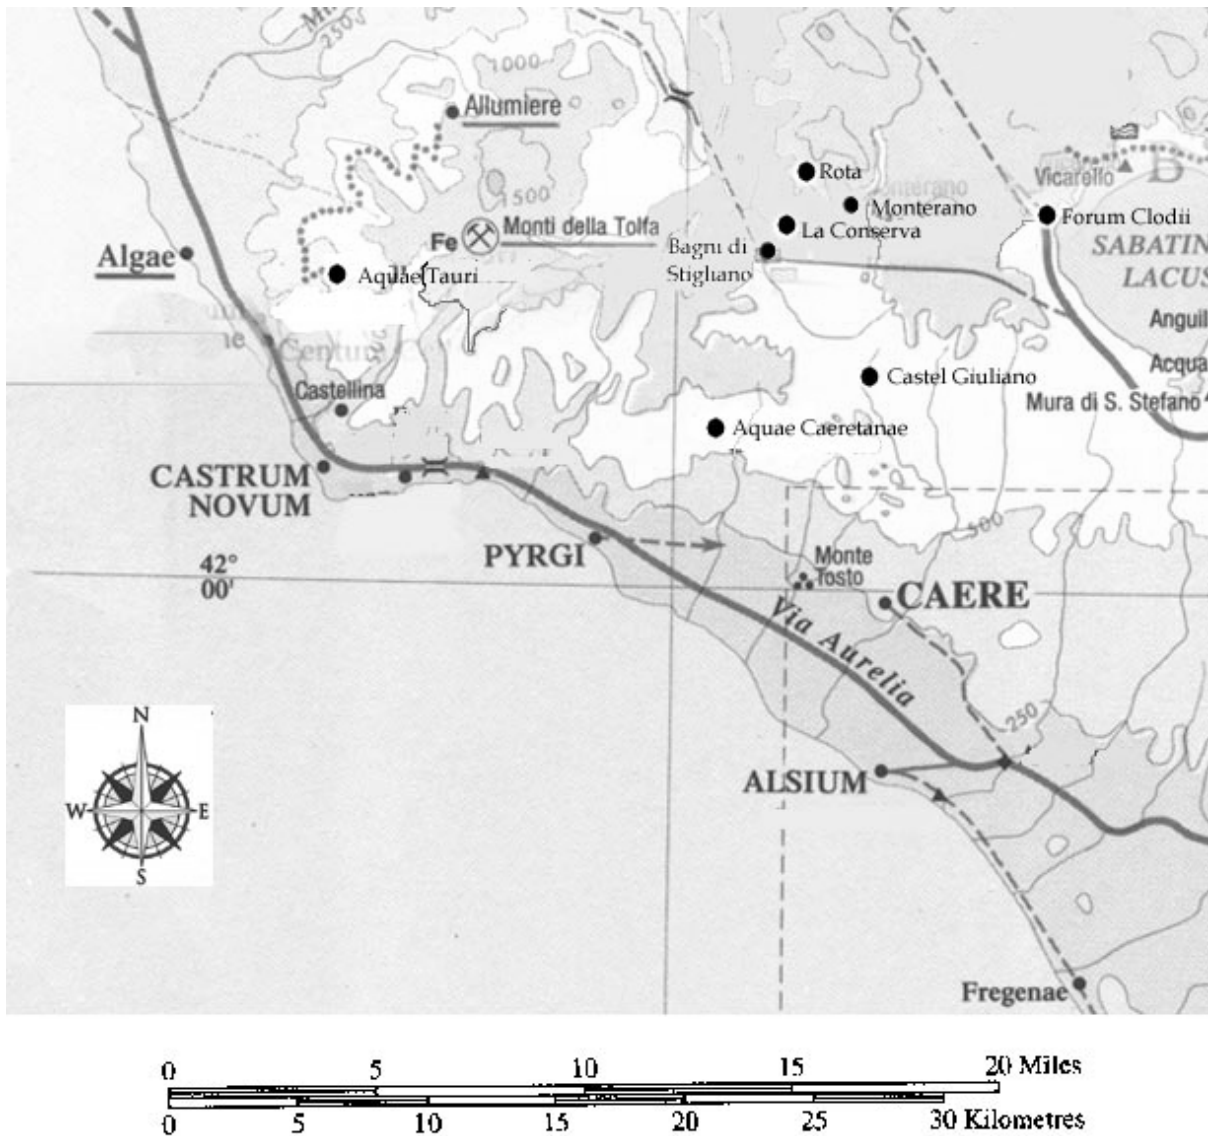 250
1000
Allumiere
1500
Fe
Monti della Tolfa
Algae
Aquae Tauri
Rota
Monterano
La Conserva
Bagni di
Stigliano
Vicarello
B
Forum Clodii
SABATIN
LACUS
Anguil
Acqua
Mura di S. Stefano
Castellina
Castel Giuliano
Aquae Caeretanae
CASTRUM
NOVUM
500
PYRGI
42°
00'
Monte
Tosto
CAERE
Via Aurelia
250
ALSIUM
Fregenae
N
W
E
S
0 5 10 15 20 Miles
0 5 10 15 20 25 30 Kilometres